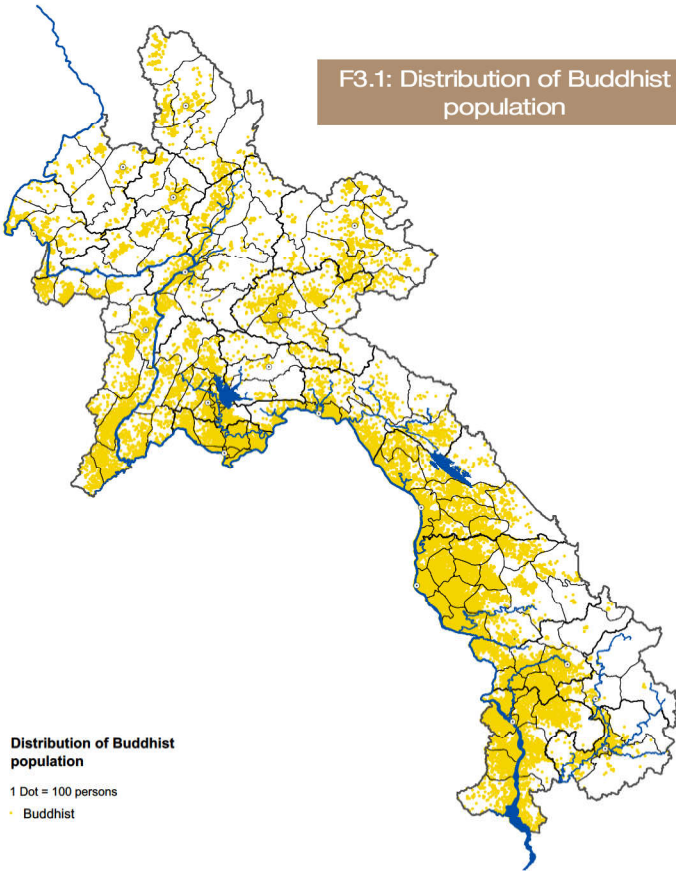 F3.1: Distribution of Buddhist
population
Distribution of Buddhist
population
1 Dot = 100 persons
Buddhist